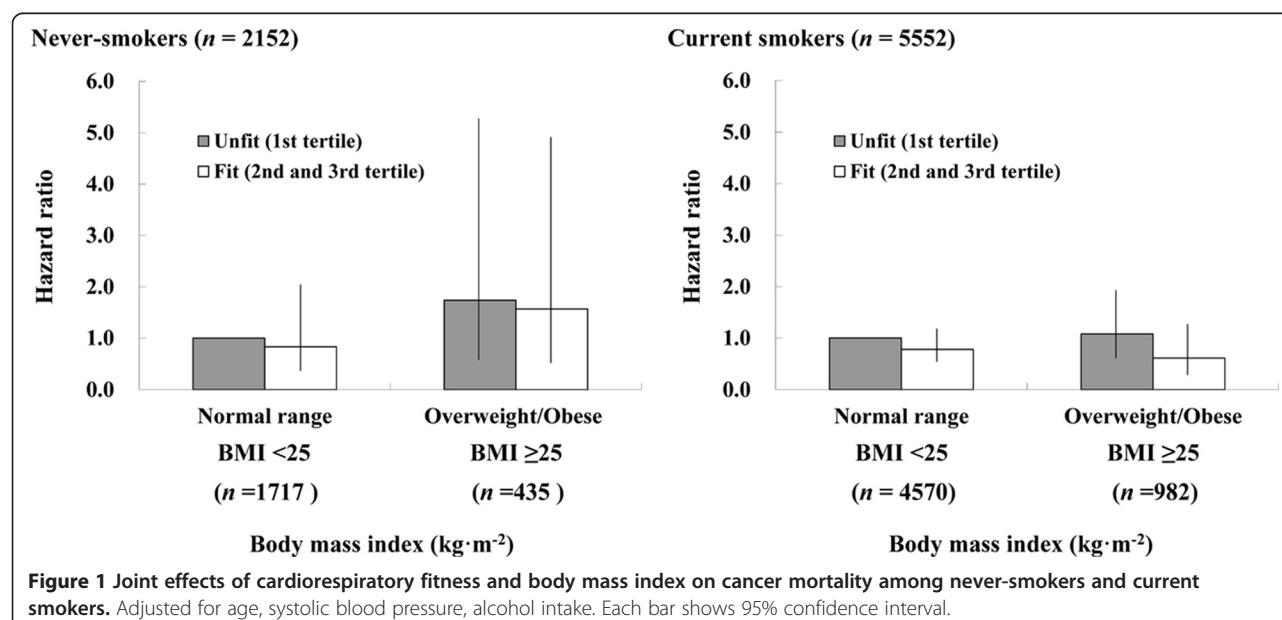 Never-smokers (n = 2152)
6.0
5.0
4.0
3.0
2.0
1.0
0.0
Hazard ratio
Unfit (1st tertile)
Fit (2nd and 3rd tertile)
Normal range
BMI <25
(n =1717 )
Overweight/Obese
BMI ≥25
(n =435 )
Body mass index (kg·m-2)
Current smokers (n = 5552)
6.0
5.0
4.0
3.0
2.0
1.0
0.0
Hazard ratio
Unfit (1st tertile)
Fit (2nd and 3rd tertile)
Normal range
BMI <25
(n = 4570)
Overweight/Obese
BMI ≥25
(n =982)
Body mass index (kg·m-2)
Figure 1 Joint effects of cardiorespiratory fitness and body mass index on cancer mortality among never-smokers and current
smokers. Adjusted for age, systolic blood pressure, alcohol intake. Each bar shows 95% confidence interval.